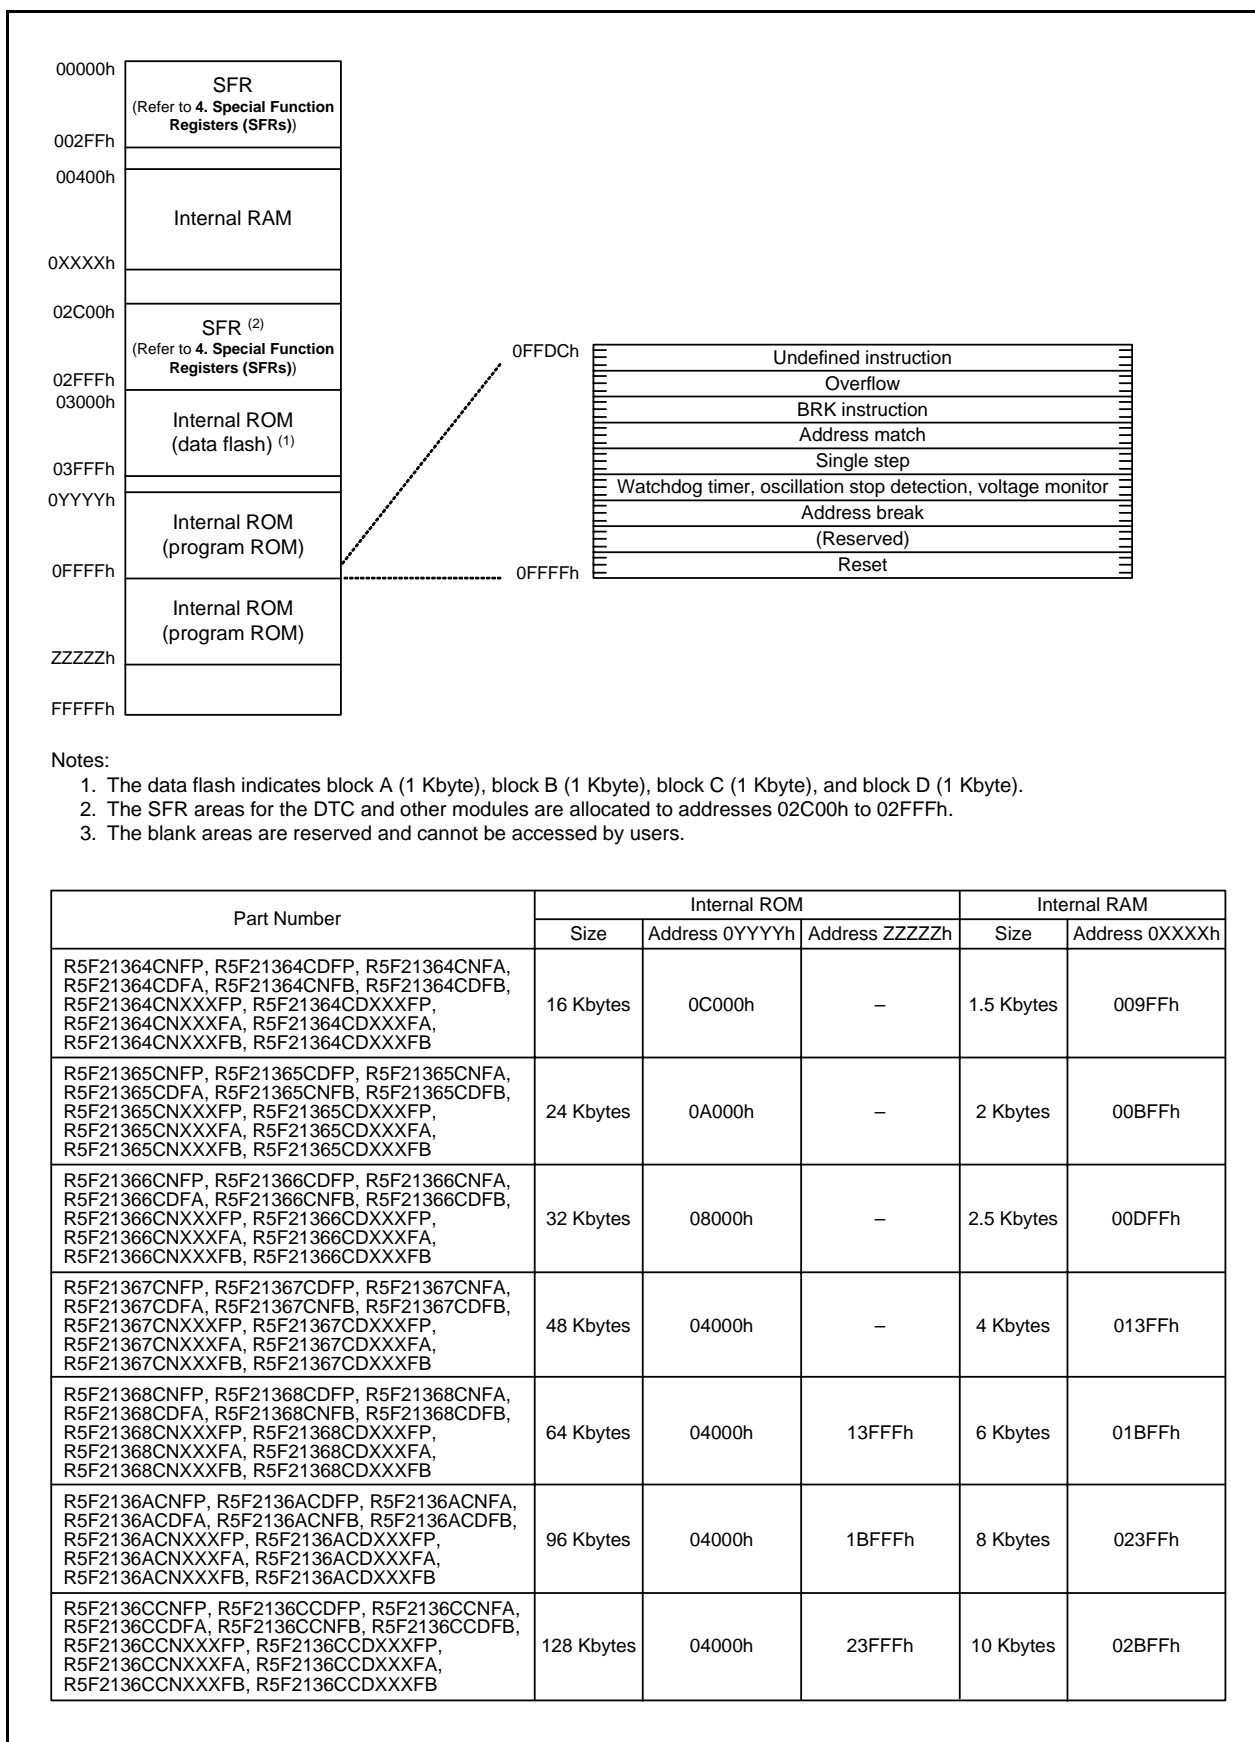 00000h
SFR
(Refer to 4. Special Function
Registers (SFRs))
002FFh
00400h
Internal RAM
0XXXXh
02C00h
SFR (2)
(Refer to 4. Special Function
Registers (SFRs))
02FFFh
03000h
Internal ROM
(data flash) (1)
03FFFh
0YYYYh
Internal ROM
(program ROM)
0FFFFh
Internal ROM
(program ROM)
ZZZZZh
FFFFFh
0FFDCh
Undefined instruction
Overflow
BRK instruction
Address match
Single step
Watchdog timer, oscillation stop detection, voltage monitor
Address break
(Reserved)
0FFFFh
Reset
Notes:
1. The data flash indicates block A (1 Kbyte), block B (1 Kbyte), block C (1 Kbyte), and block D (1 Kbyte).
2. The SFR areas for the DTC and other modules are allocated to addresses 02C00h to 02FFFh.
3. The blank areas are reserved and cannot be accessed by users.
Part Number
Internal ROM
Internal RAM
Size
Address 0YYYYh
Address ZZZZZh
Size
Address 0XXXXh
R5F21364CNFP, R5F21364CDFP, R5F21364CNFA,
R5F21364CDFA, R5F21364CNFB, R5F21364CDFB,
R5F21364CNXXXFP, R5F21364CDXXXFP,
R5F21364CNXXXFA, R5F21364CDXXXFA,
R5F21364CNXXXFB, R5F21364CDXXXFB
16 Kbytes
0C000h
–
1.5 Kbytes
009FFh
R5F21365CNFP, R5F21365CDFP, R5F21365CNFA,
R5F21365CDFA, R5F21365CNFB, R5F21365CDFB,
R5F21365CNXXXFP, R5F21365CDXXXFP,
R5F21365CNXXXFA, R5F21365CDXXXFA,
R5F21365CNXXXFB, R5F21365CDXXXFB
24 Kbytes
0A000h
–
2 Kbytes
00BFFh
R5F21366CNFP, R5F21366CDFP, R5F21366CNFA,
R5F21366CDFA, R5F21366CNFB, R5F21366CDFB,
R5F21366CNXXXFP, R5F21366CDXXXFP,
R5F21366CNXXXFA, R5F21366CDXXXFA,
R5F21366CNXXXFB, R5F21366CDXXXFB
32 Kbytes
08000h
–
2.5 Kbytes
00DFFh
R5F21367CNFP, R5F21367CDFP, R5F21367CNFA,
R5F21367CDFA, R5F21367CNFB, R5F21367CDFB,
R5F21367CNXXXFP, R5F21367CDXXXFP,
R5F21367CNXXXFA, R5F21367CDXXXFA,
R5F21367CNXXXFB, R5F21367CDXXXFB
48 Kbytes
04000h
–
4 Kbytes
013FFh
R5F21368CNFP, R5F21368CDFP, R5F21368CNFA,
R5F21368CDFA, R5F21368CNFB, R5F21368CDFB,
R5F21368CNXXXFP, R5F21368CDXXXFP,
R5F21368CNXXXFA, R5F21368CDXXXFA,
R5F21368CNXXXFB, R5F21368CDXXXFB
64 Kbytes
04000h
13FFFh
6 Kbytes
01BFFh
R5F2136ACNFP, R5F2136ACDFP, R5F2136ACNFA,
R5F2136ACDFA, R5F2136ACNFB, R5F2136ACDFB,
R5F2136ACNXXXFP, R5F2136ACDXXXFP,
R5F2136ACNXXXFA, R5F2136ACDXXXFA,
R5F2136ACNXXXFB, R5F2136ACDXXXFB
96 Kbytes
04000h
1BFFFh
8 Kbytes
023FFh
R5F2136CCNFP, R5F2136CCDFP, R5F2136CCNFA,
R5F2136CCDFA, R5F2136CCNFB, R5F2136CCDFB,
R5F2136CCNXXXFP, R5F2136CCDXXXFP,
R5F2136CCNXXXFA, R5F2136CCDXXXFA,
R5F2136CCNXXXFB, R5F2136CCDXXXFB
128 Kbytes
04000h
23FFFh
10 Kbytes
02BFFh